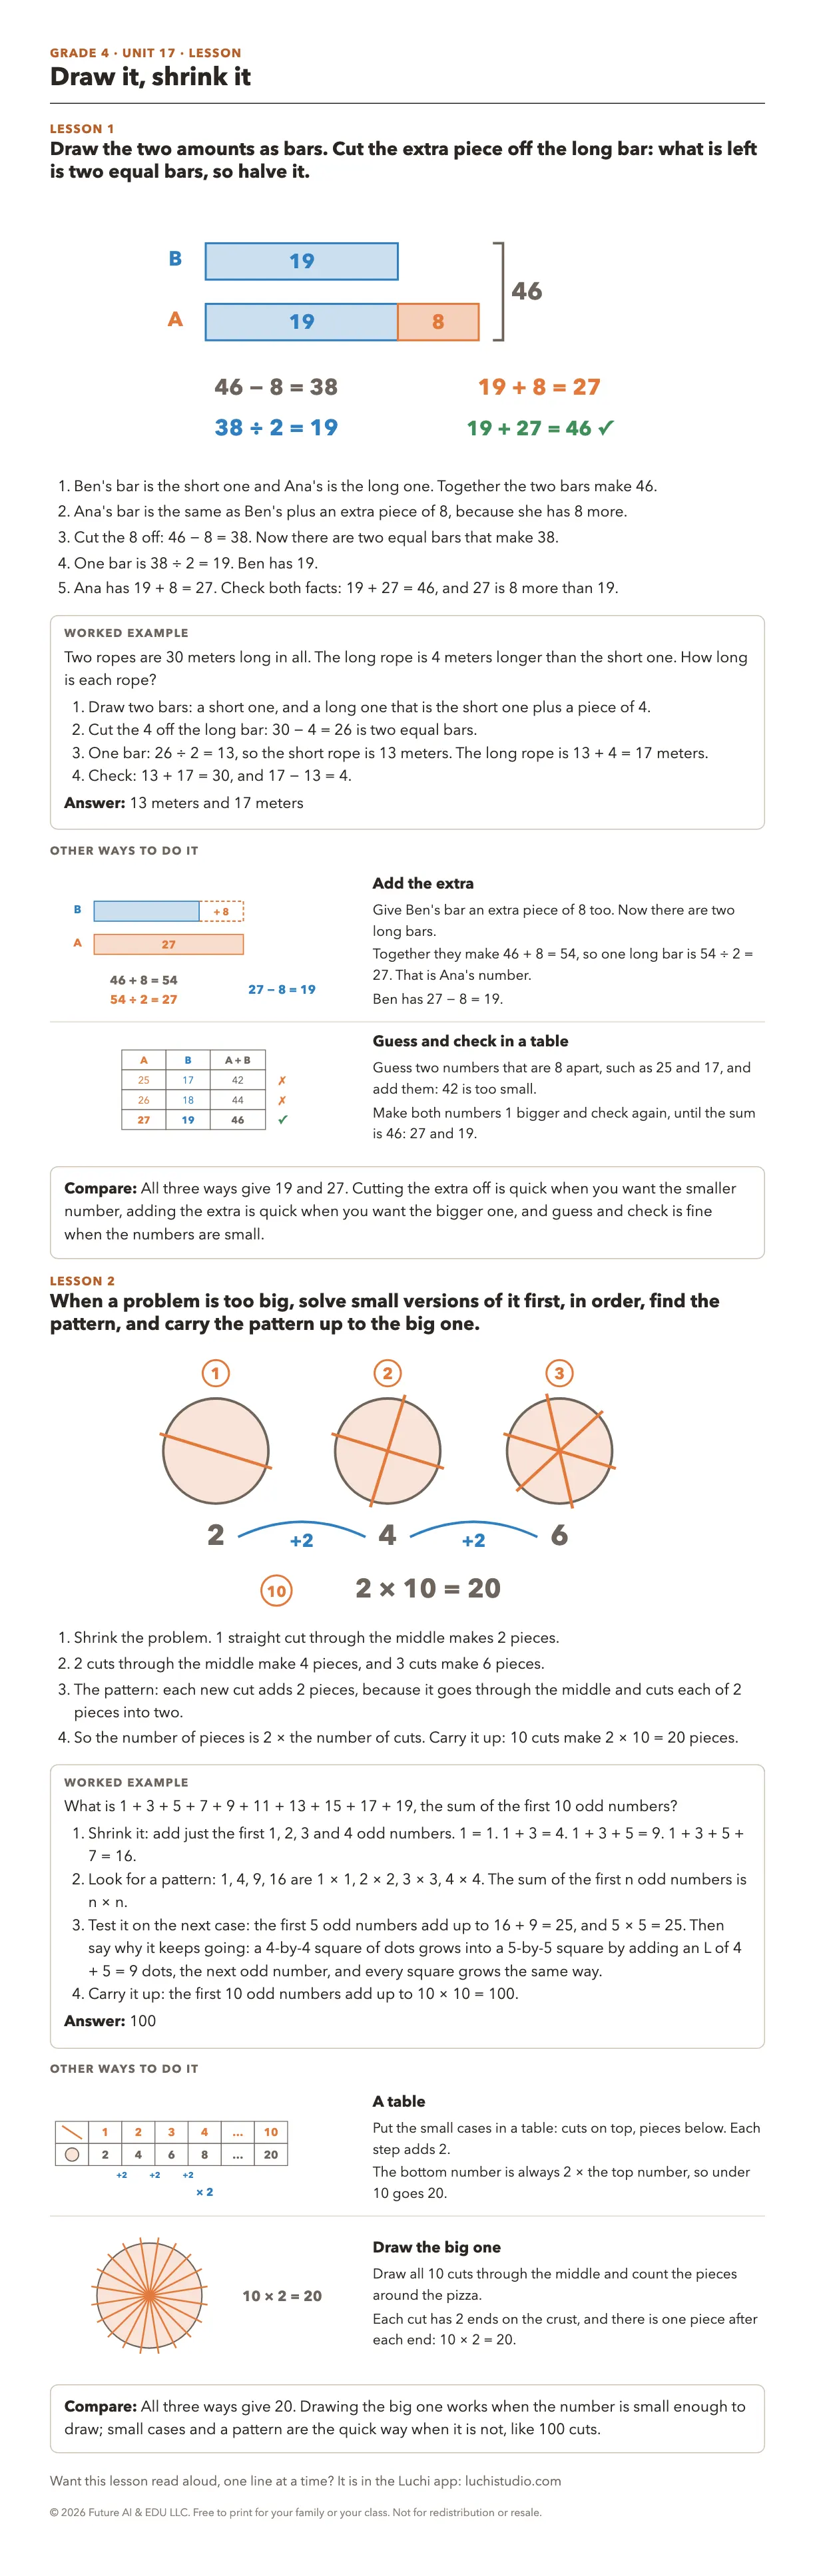 GRADE 4 · UNIT 17 · LESSON
Draw it, shrink it
LESSON 1
Draw the two amounts as bars. Cut the extra piece off the long bar: what is left
is two equal bars, so halve it.
B
19
A
19
8
46
46 − 8 = 38
19 + 8 = 27
38 ÷ 2 = 19
19 + 27 = 46 ✓
1. Ben's bar is the short one and Ana's is the long one. Together the two bars make 46.
2. Ana's bar is the same as Ben's plus an extra piece of 8, because she has 8 more.
3. Cut the 8 off: 46 − 8 = 38. Now there are two equal bars that make 38.
4. One bar is 38 ÷ 2 = 19. Ben has 19.
5. Ana has 19 + 8 = 27. Check both facts: 19 + 27 = 46, and 27 is 8 more than 19.
WORKED EXAMPLE
Two ropes are 30 meters long in all. The long rope is 4 meters longer than the short one. How long
is each rope?
1. Draw two bars: a short one, and a long one that is the short one plus a piece of 4.
2. Cut the 4 off the long bar: 30 − 4 = 26 is two equal bars.
3. One bar: 26 ÷ 2 = 13, so the short rope is 13 meters. The long rope is 13 + 4 = 17 meters.
4. Check: 13 + 17 = 30, and 17 − 13 = 4.
Answer: 13 meters and 17 meters
OTHER WAYS TO DO IT
B
+ 8
A
27
46 + 8 = 54
54 ÷ 2 = 27
27 − 8 = 19
Add the extra
Give Ben's bar an extra piece of 8 too. Now there are two
long bars.
Together they make 46 + 8 = 54, so one long bar is 54 ÷ 2 =
27. That is Ana's number.
Ben has 27 − 8 = 19.
A B A + B
25 17 42 ✗
26 18 44 ✗
27 19 46 ✓
Guess and check in a table
Guess two numbers that are 8 apart, such as 25 and 17, and
add them: 42 is too small.
Make both numbers 1 bigger and check again, until the sum
is 46: 27 and 19.
Compare: All three ways give 19 and 27. Cutting the extra off is quick when you want the smaller
number, adding the extra is quick when you want the bigger one, and guess and check is fine
when the numbers are small.
LESSON 2
When a problem is too big, solve small versions of it first, in order, find the
pattern, and carry the pattern up to the big one.
1 2 3
2 +2 4 +2 6
10 2 × 10 = 20
1. Shrink the problem. 1 straight cut through the middle makes 2 pieces.
2. 2 cuts through the middle make 4 pieces, and 3 cuts make 6 pieces.
3. The pattern: each new cut adds 2 pieces, because it goes through the middle and cuts each of 2
pieces into two.
4. So the number of pieces is 2 × the number of cuts. Carry it up: 10 cuts make 2 × 10 = 20 pieces.
WORKED EXAMPLE
What is 1 + 3 + 5 + 7 + 9 + 11 + 13 + 15 + 17 + 19, the sum of the first 10 odd numbers?
1. Shrink it: add just the first 1, 2, 3 and 4 odd numbers. 1 = 1. 1 + 3 = 4. 1 + 3 + 5 = 9. 1 + 3 + 5 +
7 = 16.
2. Look for a pattern: 1, 4, 9, 16 are 1 × 1, 2 × 2, 3 × 3, 4 × 4. The sum of the first n odd numbers is
n × n.
3. Test it on the next case: the first 5 odd numbers add up to 16 + 9 = 25, and 5 × 5 = 25. Then
say why it keeps going: a 4-by-4 square of dots grows into a 5-by-5 square by adding an L of 4
+ 5 = 9 dots, the next odd number, and every square grows the same way.
4. Carry it up: the first 10 odd numbers add up to 10 × 10 = 100.
Answer: 100
OTHER WAYS TO DO IT
1 2 3 4 ... 10
2 4 6 8 ... 20
+2 +2 +2
× 2
A table
Put the small cases in a table: cuts on top, pieces below. Each
step adds 2.
The bottom number is always 2 × the top number, so under
10 goes 20.
10 × 2 = 20
Draw the big one
Draw all 10 cuts through the middle and count the pieces
around the pizza.
Each cut has 2 ends on the crust, and there is one piece after
each end: 10 × 2 = 20.
Compare: All three ways give 20. Drawing the big one works when the number is small enough to
draw; small cases and a pattern are the quick way when it is not, like 100 cuts.
Want this lesson read aloud, one line at a time? It is in the Luchi app: luchistudio.com
© 2026 Future AI & EDU LLC. Free to print for your family or your class. Not for redistribution or resale.